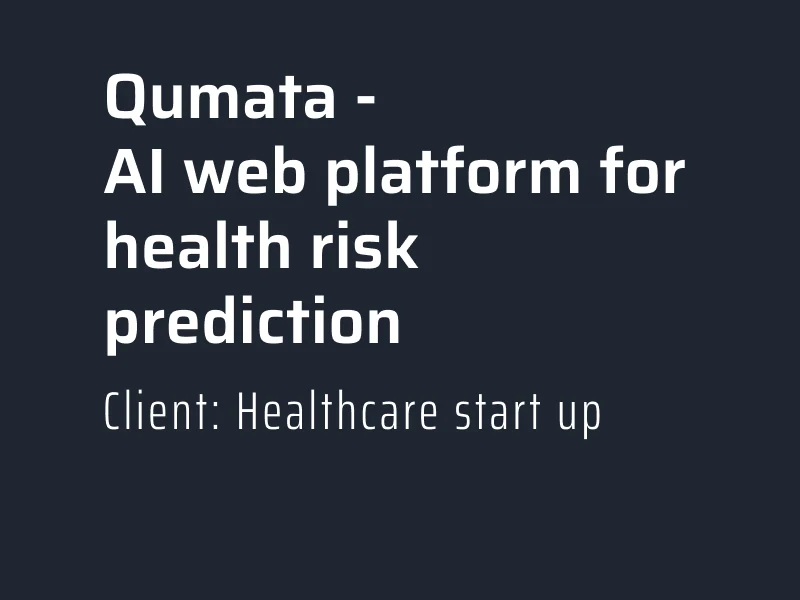 Qumata -
AI web platform for
health risk
prediction
Client: Healthcare start up